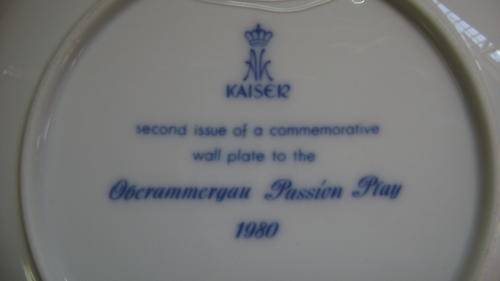 KAISER
second issue of a commemorative
wall plate to the
Oberammergau Passion Play
1980